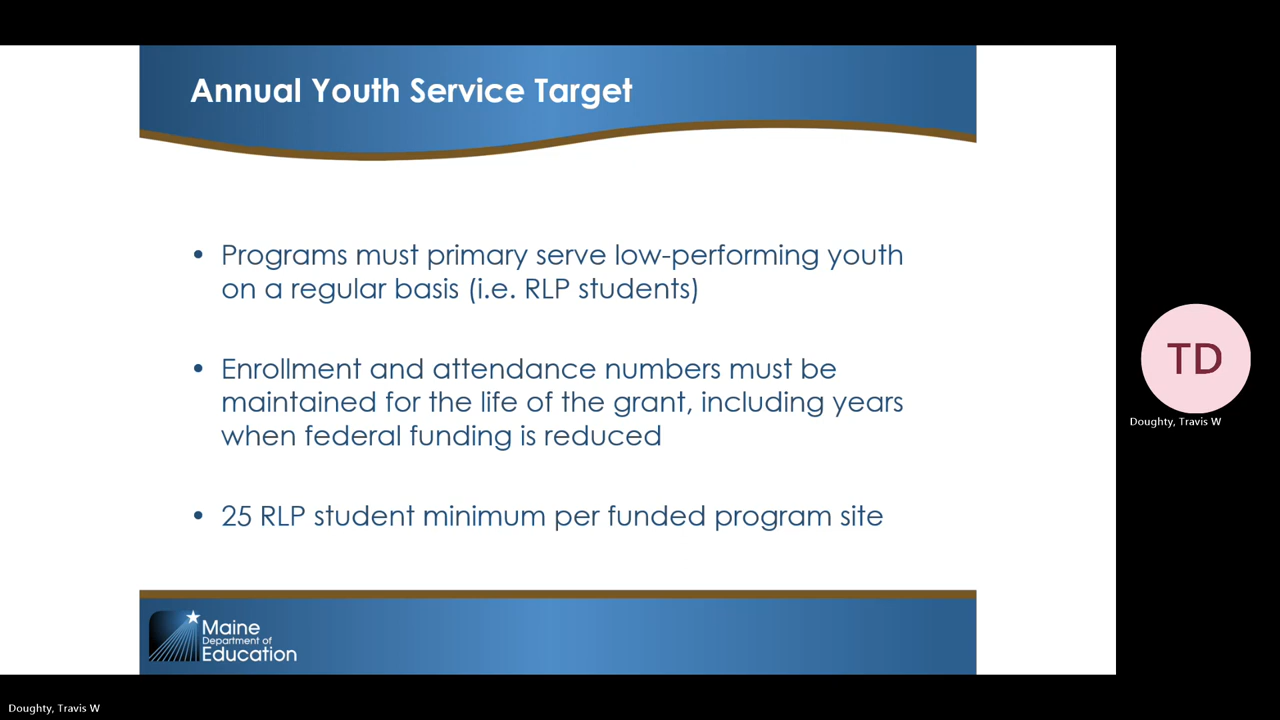 Annual Youth Service Target
• Programs must primary serve low-performing youth
on a regular basis (i.e. RLP students)
• Enrollment and attendance numbers must be
maintained for the life of the grant, including years
when federal funding is reduced
• 25 RLP student minimum per funded program site
Maine
Department of
Education
TD
Doughty, Travis W
Doughty, Travis W